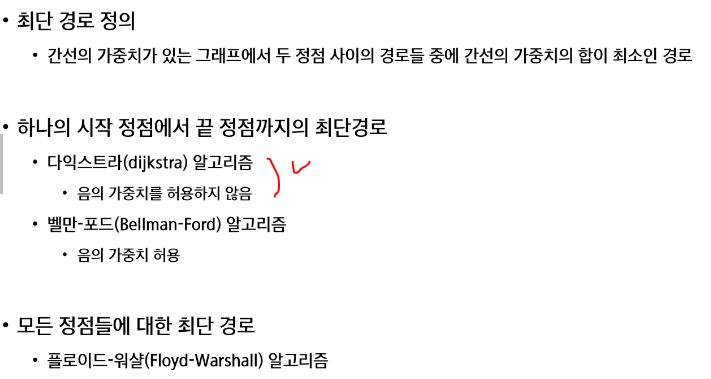 • 최단 경로 정의
• 간선의 가중치가 있는 그래프에서 두 정점 사이의 경로들 중에 간선의 가중치의 합이 최소인 경로
• 하나의 시작 정점에서 끝 정점까지의 최단경로
• 다익스트라(dijkstra) 알고리즘
• 음의 가중치를 허용하지 않음
• 벨만-포드(Bellman-Ford) 알고리즘
• 음의 가중치 허용
• 모든 정점들에 대한 최단 경로
• 플로이드-워샬(Floyd-Warshall) 알고리즘